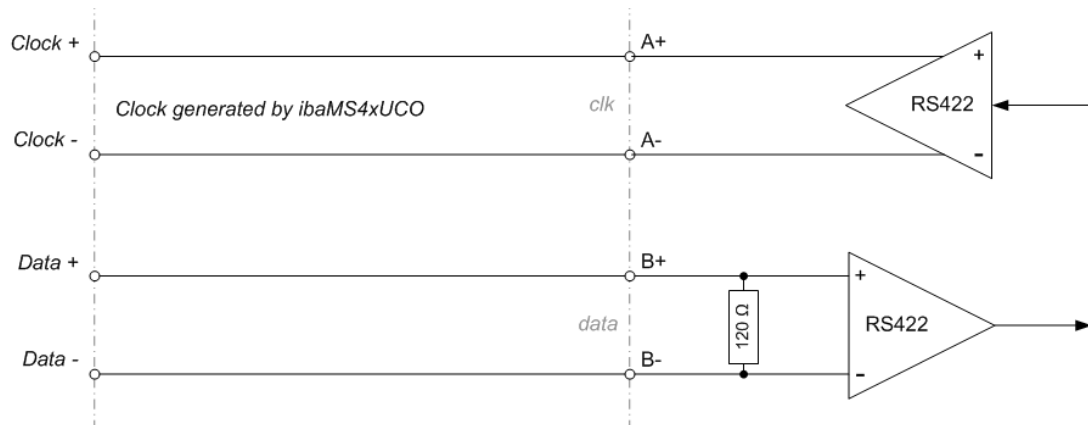 Clock +
A+
+
Clock generated by ibaMS4xUCO
clk
RS422
Clock -
A-
-
Data +
B+
+
data
120 Ω
RS422
Data -
B-
-